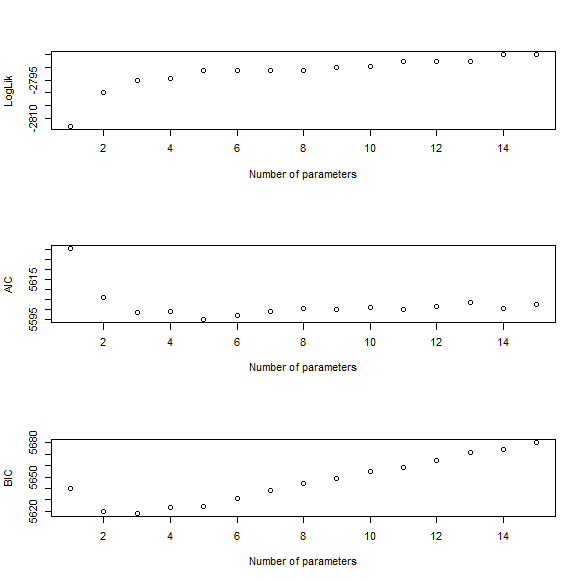 LogLik
-2810 -2795
2 4 6 8 10 12 14
Number of parameters
AIC
5595 5615
2 4 6 8 10 12 14
Number of parameters
BIC
5620 5650 5680
2 4 6 8 10 12 14
Number of parameters